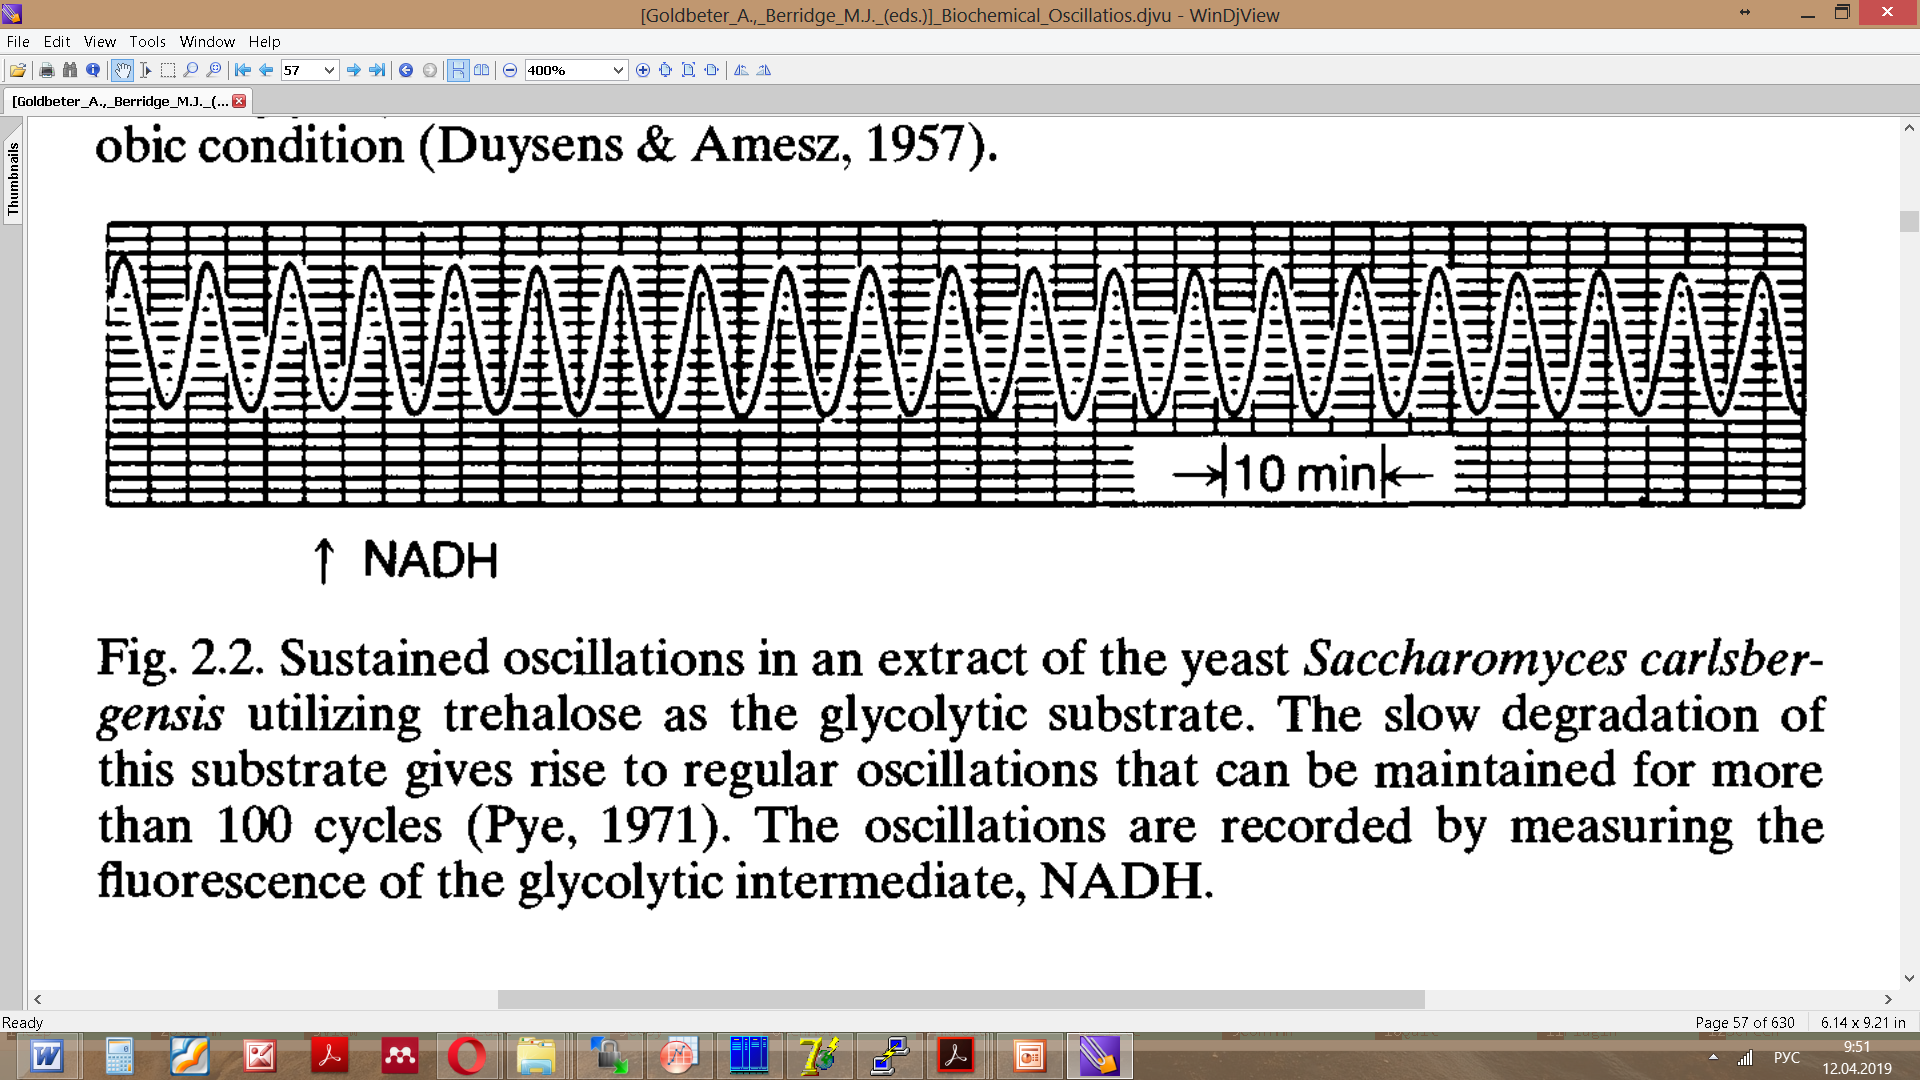 [Goldbeter_A.,_Berridge_M.J._(eds.)]_Biochemical_Oscillatios.djvu - WinDjView
File Edit View Tools Window Help
57
400%
[Goldbeter_A.,_Berridge_M.J._(...
Thumbnails
obic condition (Duysens & Amesz, 1957).
10 min
↑ NADH
Fig. 2.2. Sustained oscillations in an extract of the yeast Saccharomyces carlsber-
gensis utilizing trehalose as the glycolytic substrate. The slow degradation of
this substrate gives rise to regular oscillations that can be maintained for more
than 100 cycles (Pye, 1971). The oscillations are recorded by measuring the
fluorescence of the glycolytic intermediate, NADH.
Ready
Page 57 of 630 6.14 x 9.21 in
РУС
9:51
12.04.2019